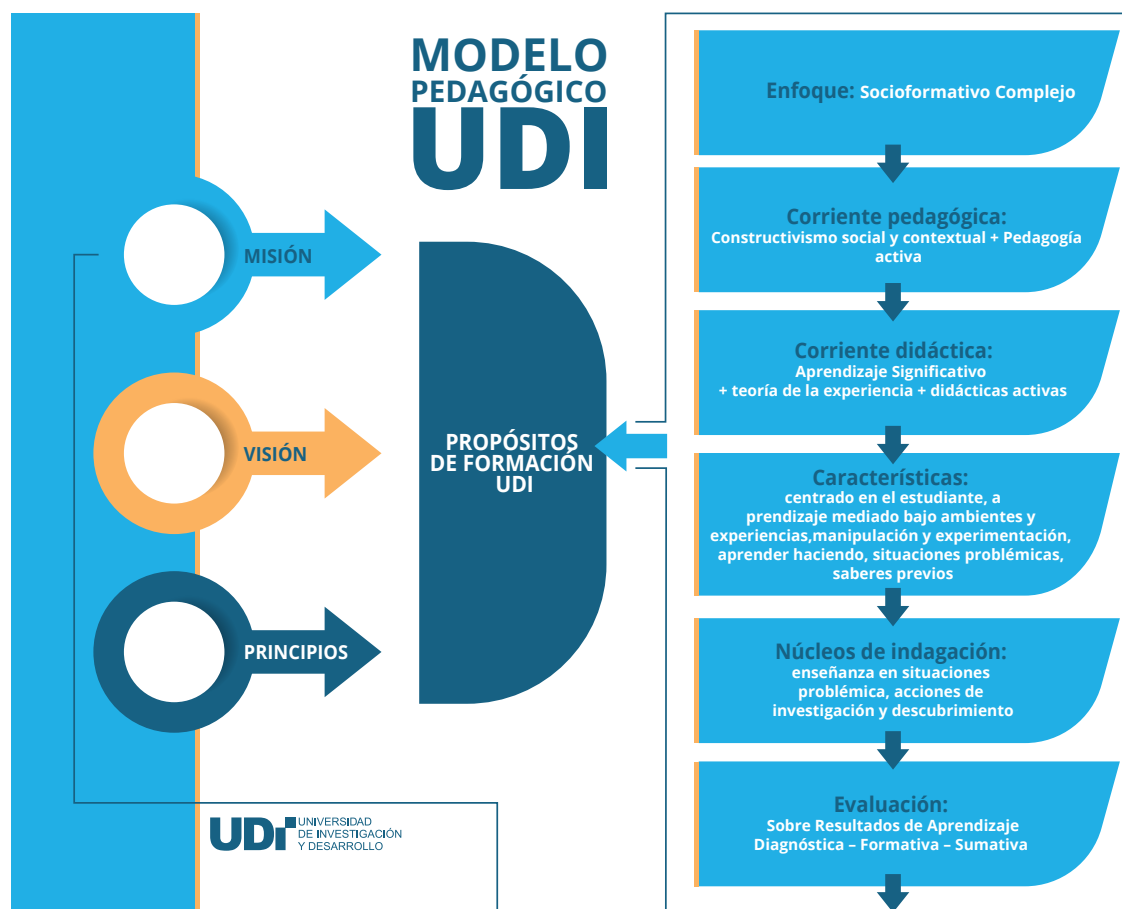 MODELO
PEDAGÓGICO
UDI
MISIÓN
VISIÓN
PRINCIPIOS
PROPÓSITOS
DE FORMACIÓN
UDI
Enfoque: Socioformativo Complejo
Corriente pedagógica:
Constructivismo social y contextual + Pedagogía
activa
Corriente didáctica:
Aprendizaje Significativo
+ teoría de la experiencia + didácticas activas
Características:
centrado en el estudiante, a
prendizaje mediado bajo ambientes y
experiencias,manipulación y experimentación,
aprender haciendo, situaciones problémicas,
saberes previos
Núcleos de indagación:
enseñanza en situaciones
problémica, acciones de
investigación y descubrimiento
Evaluación:
Sobre Resultados de Aprendizaje
Diagnóstica – Formativa – Sumativa
UDI
UNIVERSIDAD
DE INVESTIGACIÓN
Y DESARROLLO